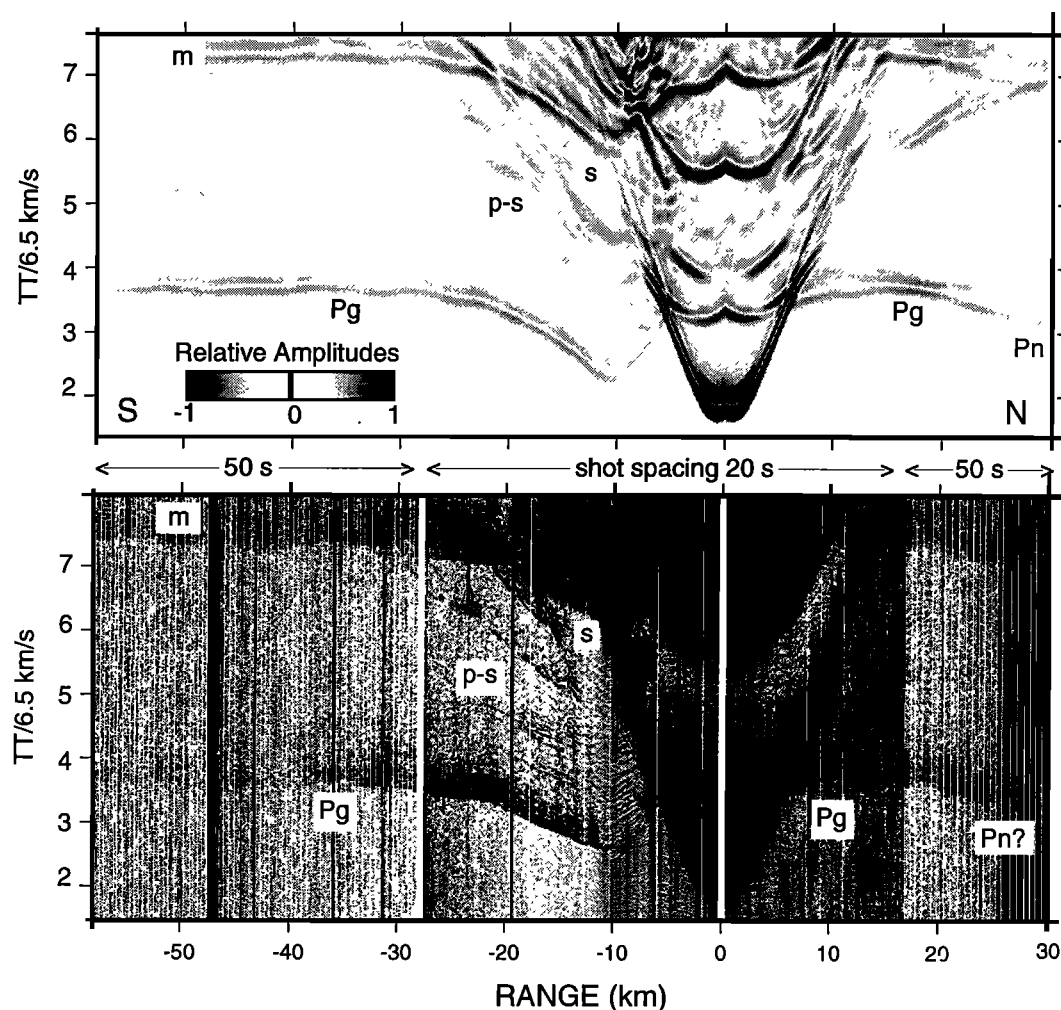 m
7
6
5
4
3
2
TT/6.5 km/s
s
p-s
Pg
Pg
Pn
Relative Amplitudes
-1 0 1
S
N
50 s
shot spacing 20 s
50 s
m
7
6
5
4
3
2
TT/6.5 km/s
s
p-s
Pg
Pg
Pn?
-50 -40 -30 -20 -10 0 10 20 30
RANGE (km)